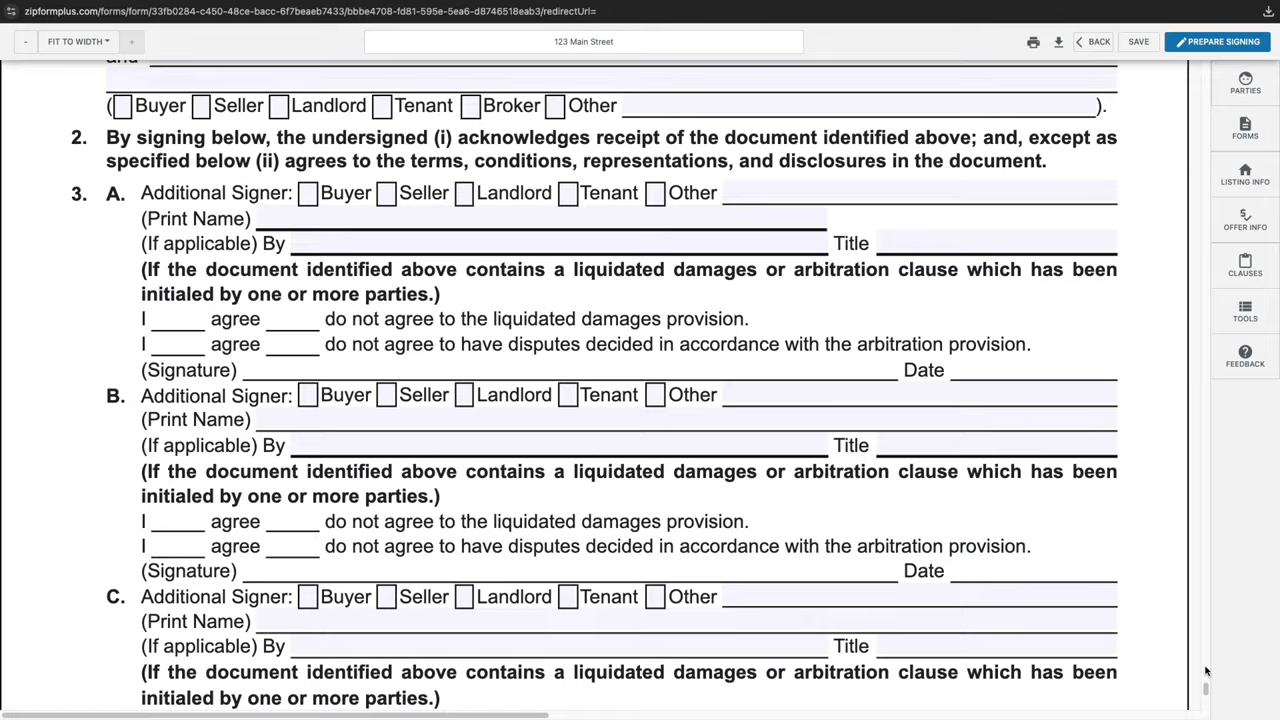 zipformplus.com/forms/form/33fb0284-c450-48ce-bacc-6f7beaeb7433/bbbe4708-fd81-595e-5ea6-d8746518eab3/redirectUrl=
- FIT TO WIDTH + 123 Main Street BACK SAVE PREPARE SIGNING
and
(Buyer Seller Landlord Tenant Broker Other ).
2. By signing below, the undersigned (i) acknowledges receipt of the document identified above; and, except as
specified below (ii) agrees to the terms, conditions, representations, and disclosures in the document.
3. A. Additional Signer: Buyer Seller Landlord Tenant Other
(Print Name)
(If applicable) By Title
(If the document identified above contains a liquidated damages or arbitration clause which has been
initialed by one or more parties.)
I _____ agree _____ do not agree to the liquidated damages provision.
I _____ agree _____ do not agree to have disputes decided in accordance with the arbitration provision.
(Signature) Date
B. Additional Signer: Buyer Seller Landlord Tenant Other
(Print Name)
(If applicable) By Title
(If the document identified above contains a liquidated damages or arbitration clause which has been
initialed by one or more parties.)
I _____ agree _____ do not agree to the liquidated damages provision.
I _____ agree _____ do not agree to have disputes decided in accordance with the arbitration provision.
(Signature) Date
C. Additional Signer: Buyer Seller Landlord Tenant Other
(Print Name)
(If applicable) By Title
(If the document identified above contains a liquidated damages or arbitration clause which has been
initialed by one or more parties.)
PARTIES
FORMS
LISTING INFO
OFFER INFO
CLAUSES
TOOLS
FEEDBACK